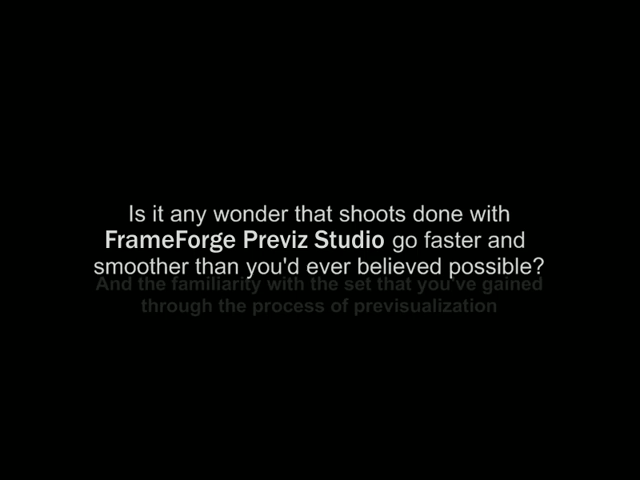 Is it any wonder that shoots done with
FrameForge Previz Studio go faster and
smoother than you'd ever believed possible?
And the familiarity with the set that you've gained
through the process of previsualization